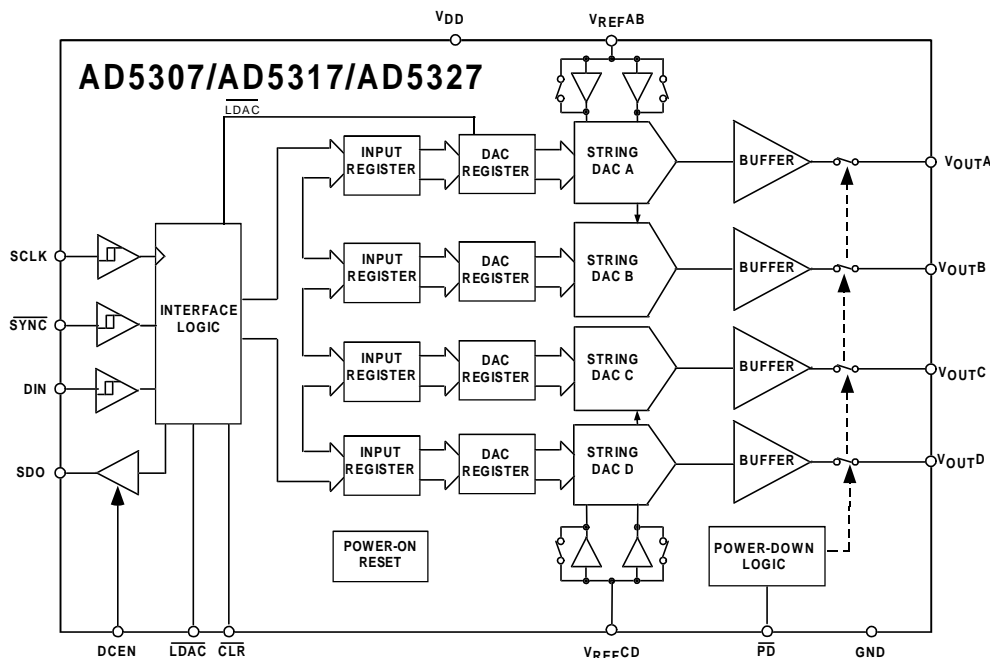 VDD
VREFAB
AD5307/AD5317/AD5327
LDAC
INPUT
REGISTER
DAC
REGISTER
STRING
DAC A
BUFFER
VOUTA
SCLK
SYNC
DIN
SDO
INTERFACE
LOGIC
INPUT
REGISTER
DAC
REGISTER
STRING
DAC B
BUFFER
VOUTB
INPUT
REGISTER
DAC
REGISTER
STRING
DAC C
BUFFER
VOUTC
INPUT
REGISTER
DAC
REGISTER
STRING
DAC D
BUFFER
VOUTD
POWER-ON
RESET
POWER-DOWN
LOGIC
DCEN
LDAC
CLR
VREFCD
PD
GND